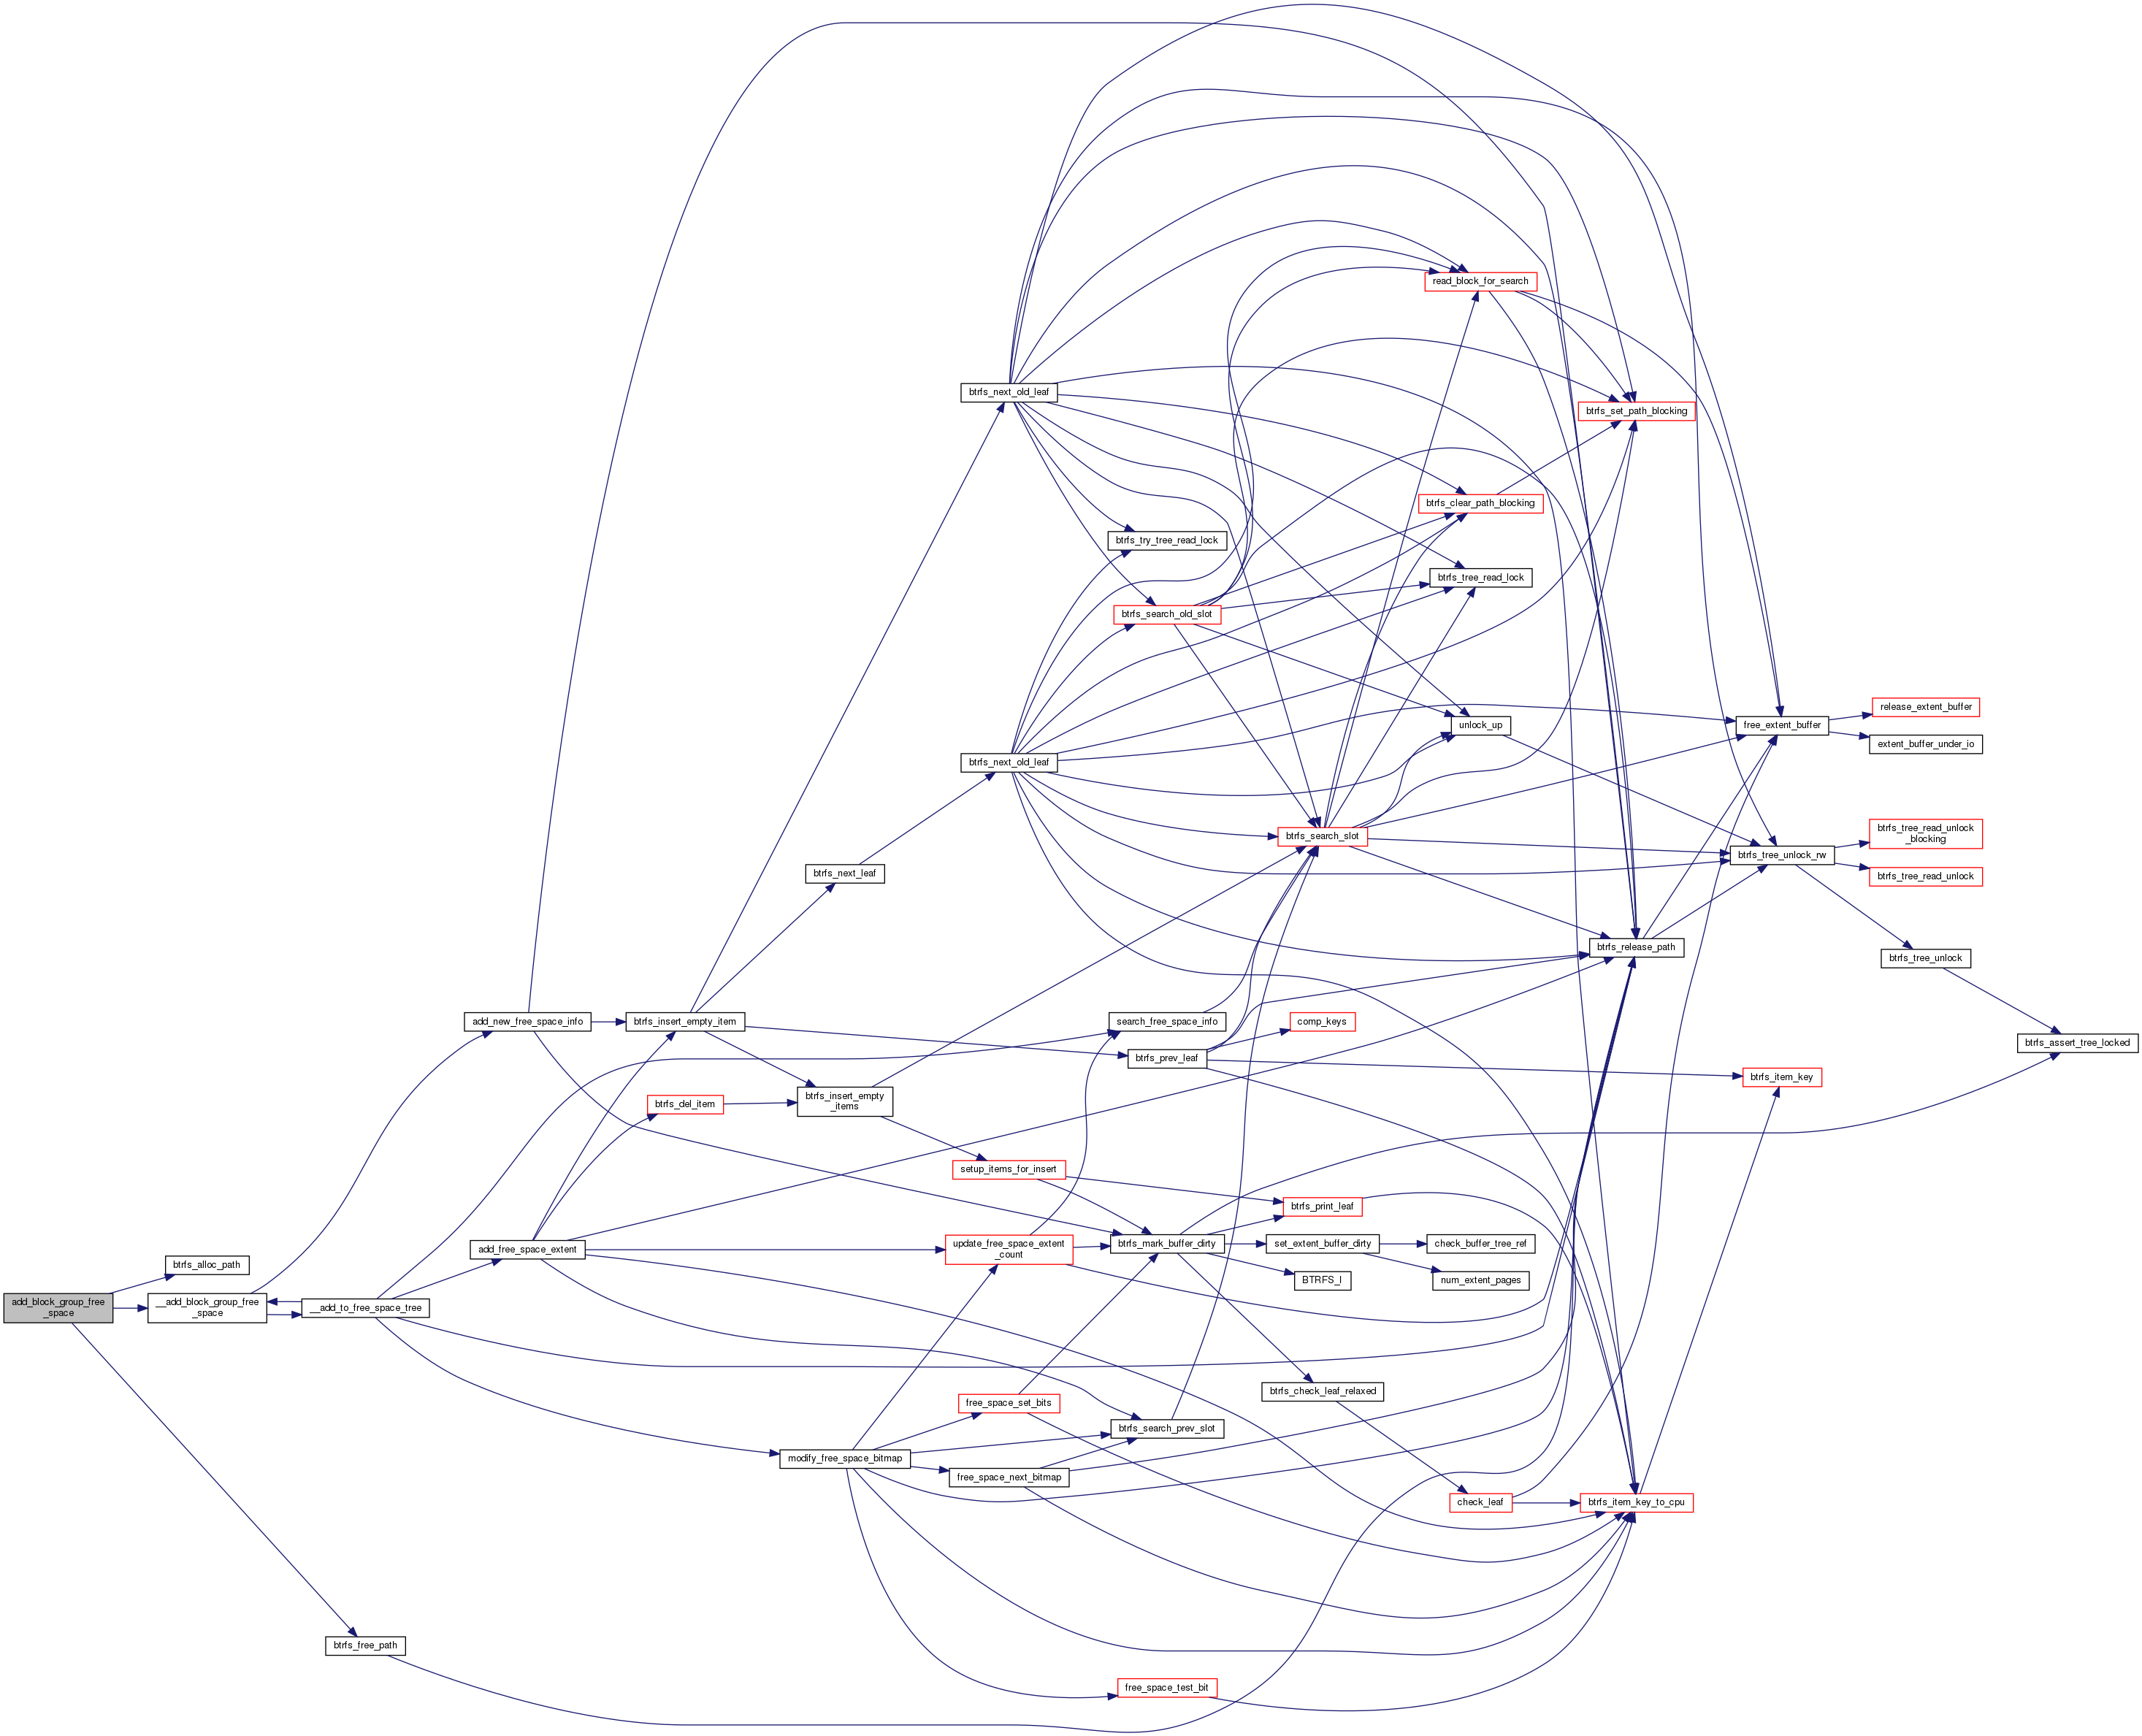 read_block_for_search
btrfs_next_old_leaf
btrfs_set_path_blocking
btrfs_clear_path_blocking
btrfs_try_tree_read_lock
btrfs_tree_read_lock
btrfs_search_old_slot
release_extent_buffer
unlock_up
free_extent_buffer
extent_buffer_under_io
btrfs_next_old_leaf
btrfs_tree_read_unlock
_blocking
btrfs_search_slot
btrfs_tree_unlock_rw
btrfs_next_leaf
btrfs_tree_read_unlock
btrfs_release_path
btrfs_tree_unlock
add_new_free_space_info
btrfs_insert_empty_item
search_free_space_info
comp_keys
btrfs_assert_tree_locked
btrfs_prev_leaf
btrfs_item_key
btrfs_del_item
btrfs_insert_empty
_items
setup_items_for_insert
btrfs_print_leaf
add_free_space_extent
update_free_space_extent
_count
btrfs_mark_buffer_dirty
set_extent_buffer_dirty
check_buffer_tree_ref
btrfs_alloc_path
BTRFS_I
num_extent_pages
add_block_group_free
_space
__add_block_group_free
_space
__add_to_free_space_tree
btrfs_check_leaf_relaxed
free_space_set_bits
btrfs_search_prev_slot
modify_free_space_bitmap
free_space_next_bitmap
check_leaf
btrfs_item_key_to_cpu
btrfs_free_path
free_space_test_bit